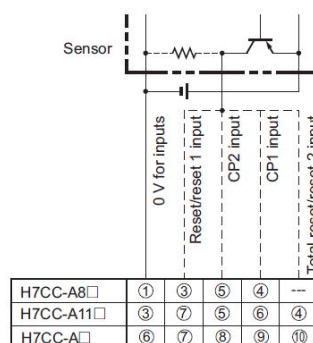 Sensor
0 V for inputs
Reset/reset 1 input
CP2 input
CP1 input
Total reset/reset 2 input
H7CC-A8□ ① ③ ⑤ ④ ---
H7CC-A11□ ③ ⑦ ⑤ ⑥ ④
H7CC-A□ ⑥ ⑦ ⑧ ⑨ ⑩